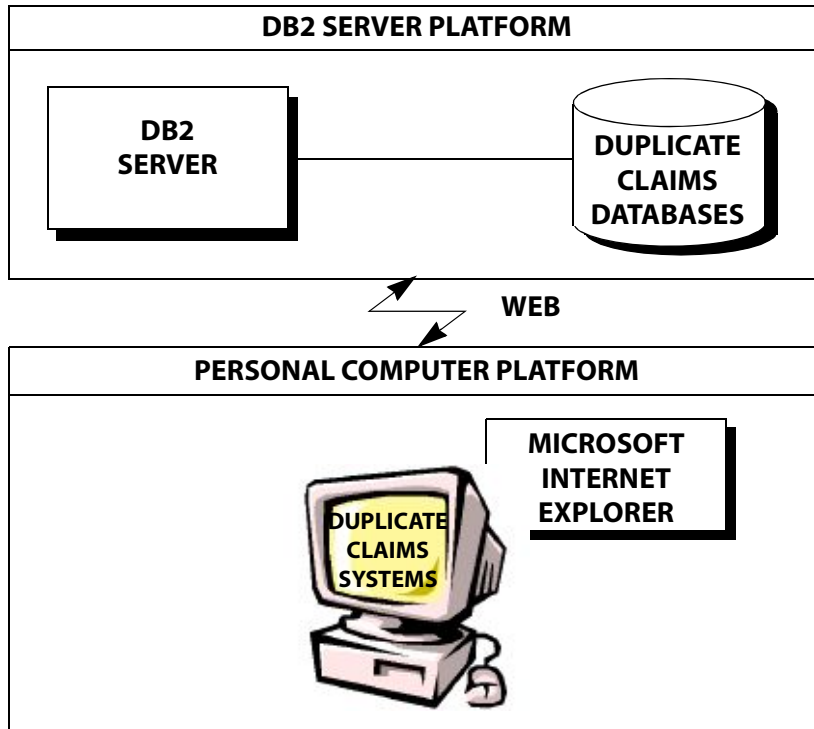 DB2 SERVER PLATFORM
DB2
SERVER
DUPLICATE
CLAIMS
DATABASES
WEB
PERSONAL COMPUTER PLATFORM
MICROSOFT
INTERNET
EXPLORER
DUPLICATE
CLAIMS
SYSTEMS